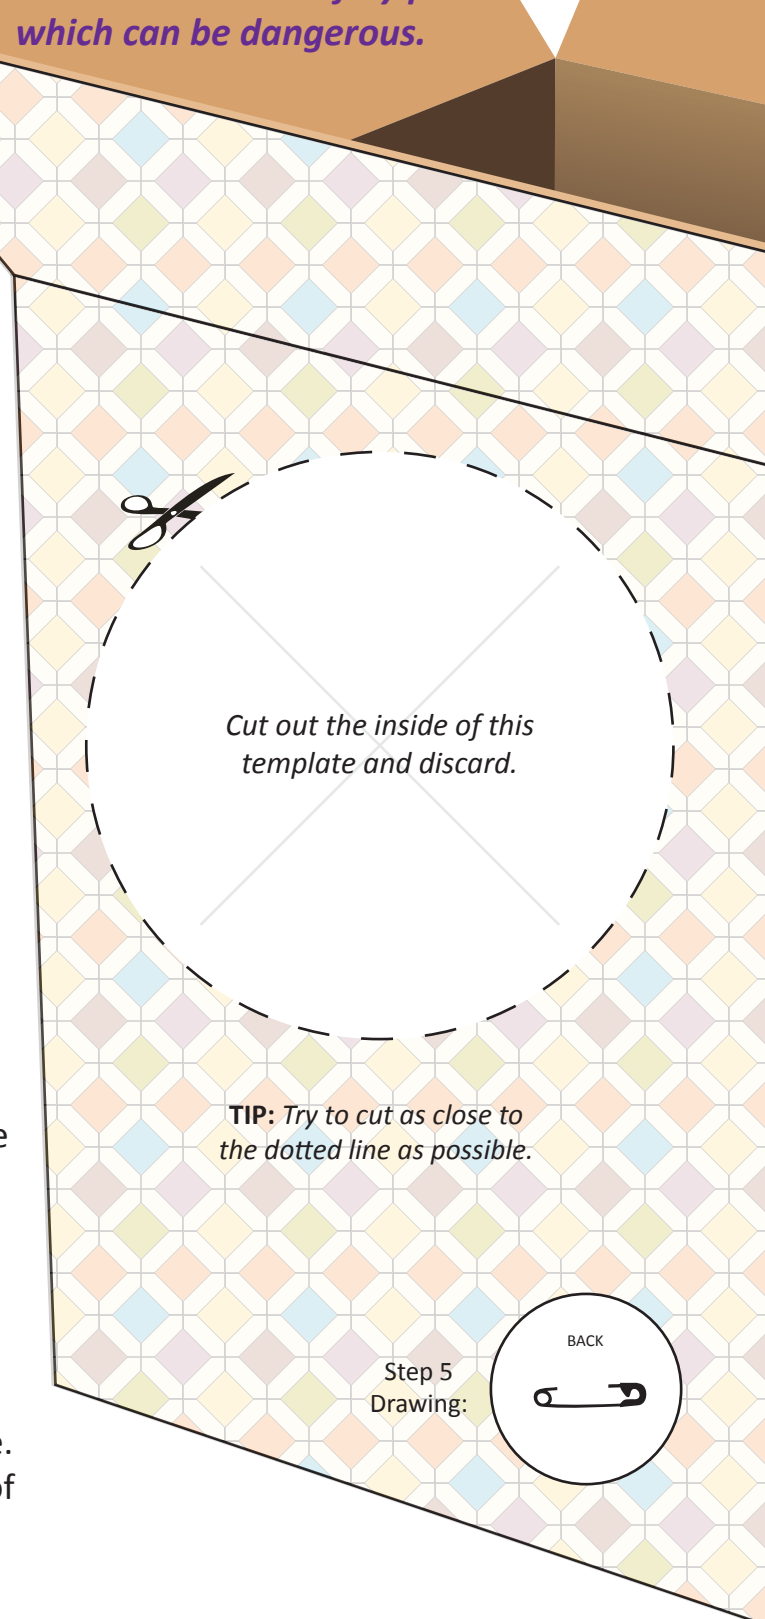 which can be dangerous.
Cut out the inside of this
template and discard.
TIP: Try to cut as close to
the dotted line as possible.
BACK
Step 5
Drawing:
of